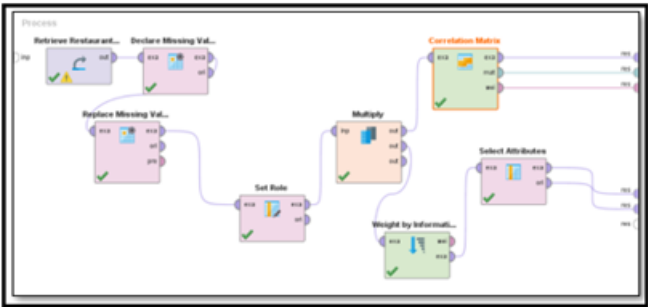 Process
Retrieve Restaurant...
Declare Missing Val...
Correlation Matrix
inp
out
exa
exa
ori
exa
exa
mat
wei
res
res
res
Replace Missing Val...
exa
exa
ori
pre
Multiply
inp
out
out
out
Select Attributes
exa
exa
ori
Set Role
exa
exa
ori
res
res
res
Weight by Informati...
exa
wei
exa